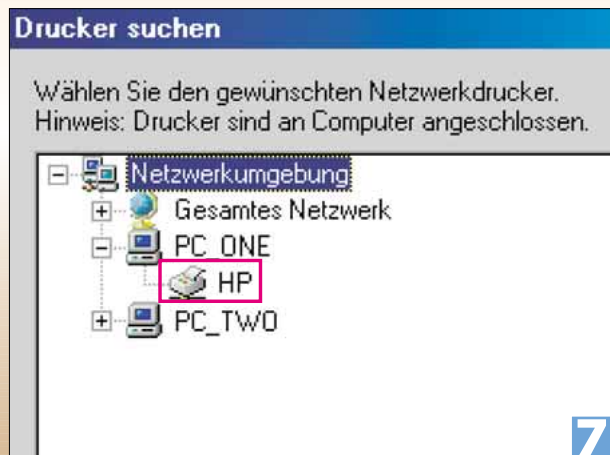 Drucker suchen
Wählen Sie den gewünschten Netzwerkdrucker.
Hinweis: Drucker sind an Computer angeschlossen.
Netzwerkumgebung
Gesamtes Netzwerk
PC_ONE
HP
PC_TWO
7